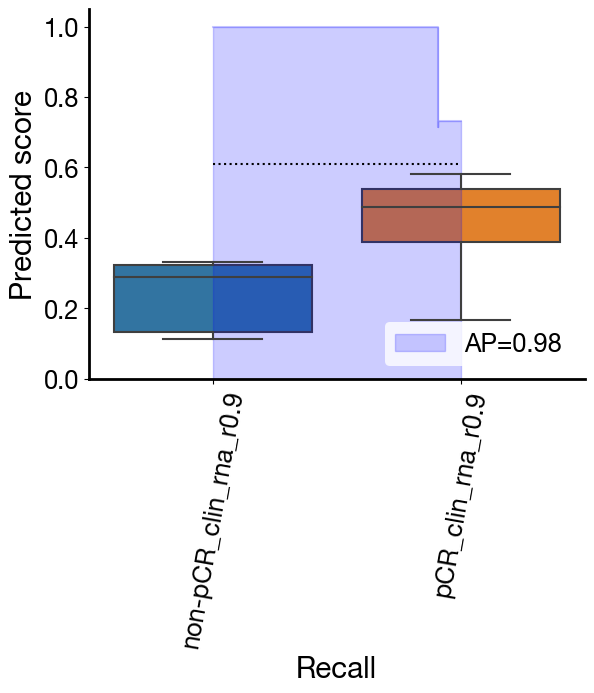 Predicted score
1.0
0.8
0.6
0.4
0.2
0.0
AP=0.98
non-pCR_clin_rna_r0.9
pCR_clin_rna_r0.9
Recall